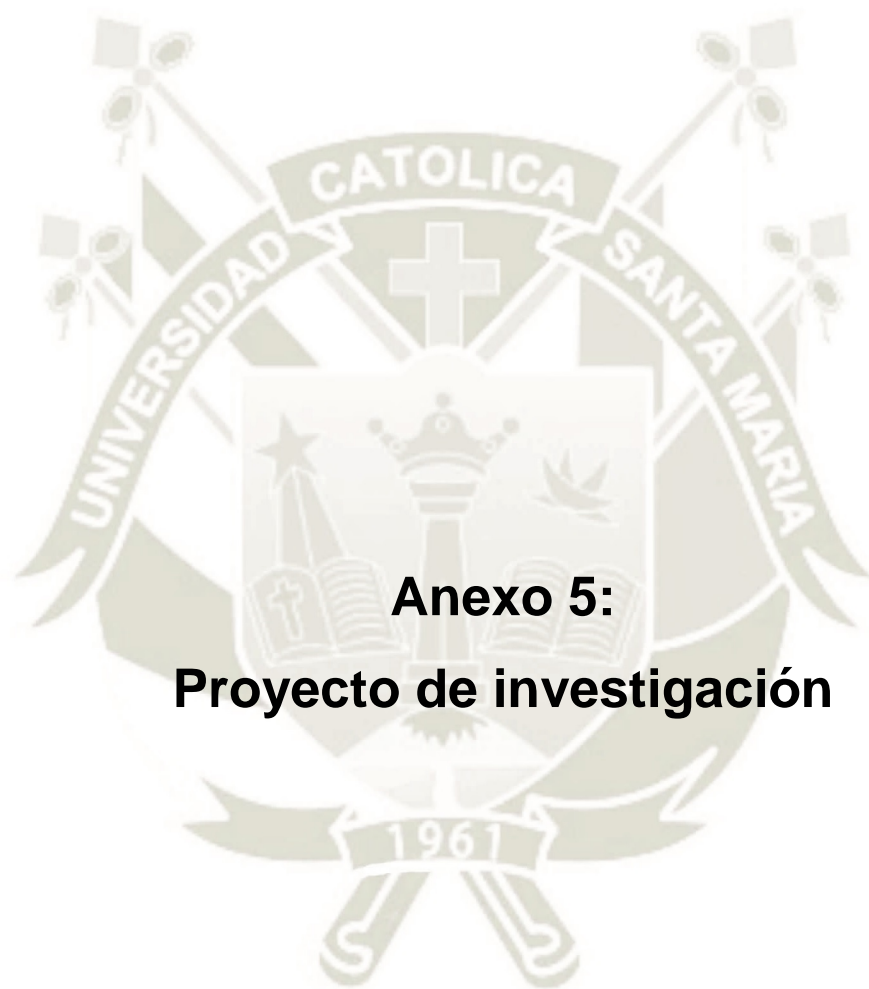 CATOLICA
UNIVERSIDAD
SANTA MARIA
Anexo 5:
Proyecto de investigación
1961